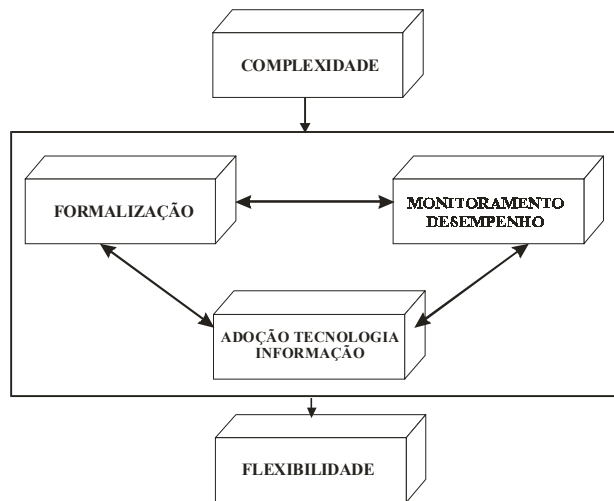 COMPLEXIDADE
FORMALIZAÇÃO
MONITORAMENTO
DESEMPENHO
ADOÇÃO TECNOLOGIA
INFORMAÇÃO
FLEXIBILIDADE